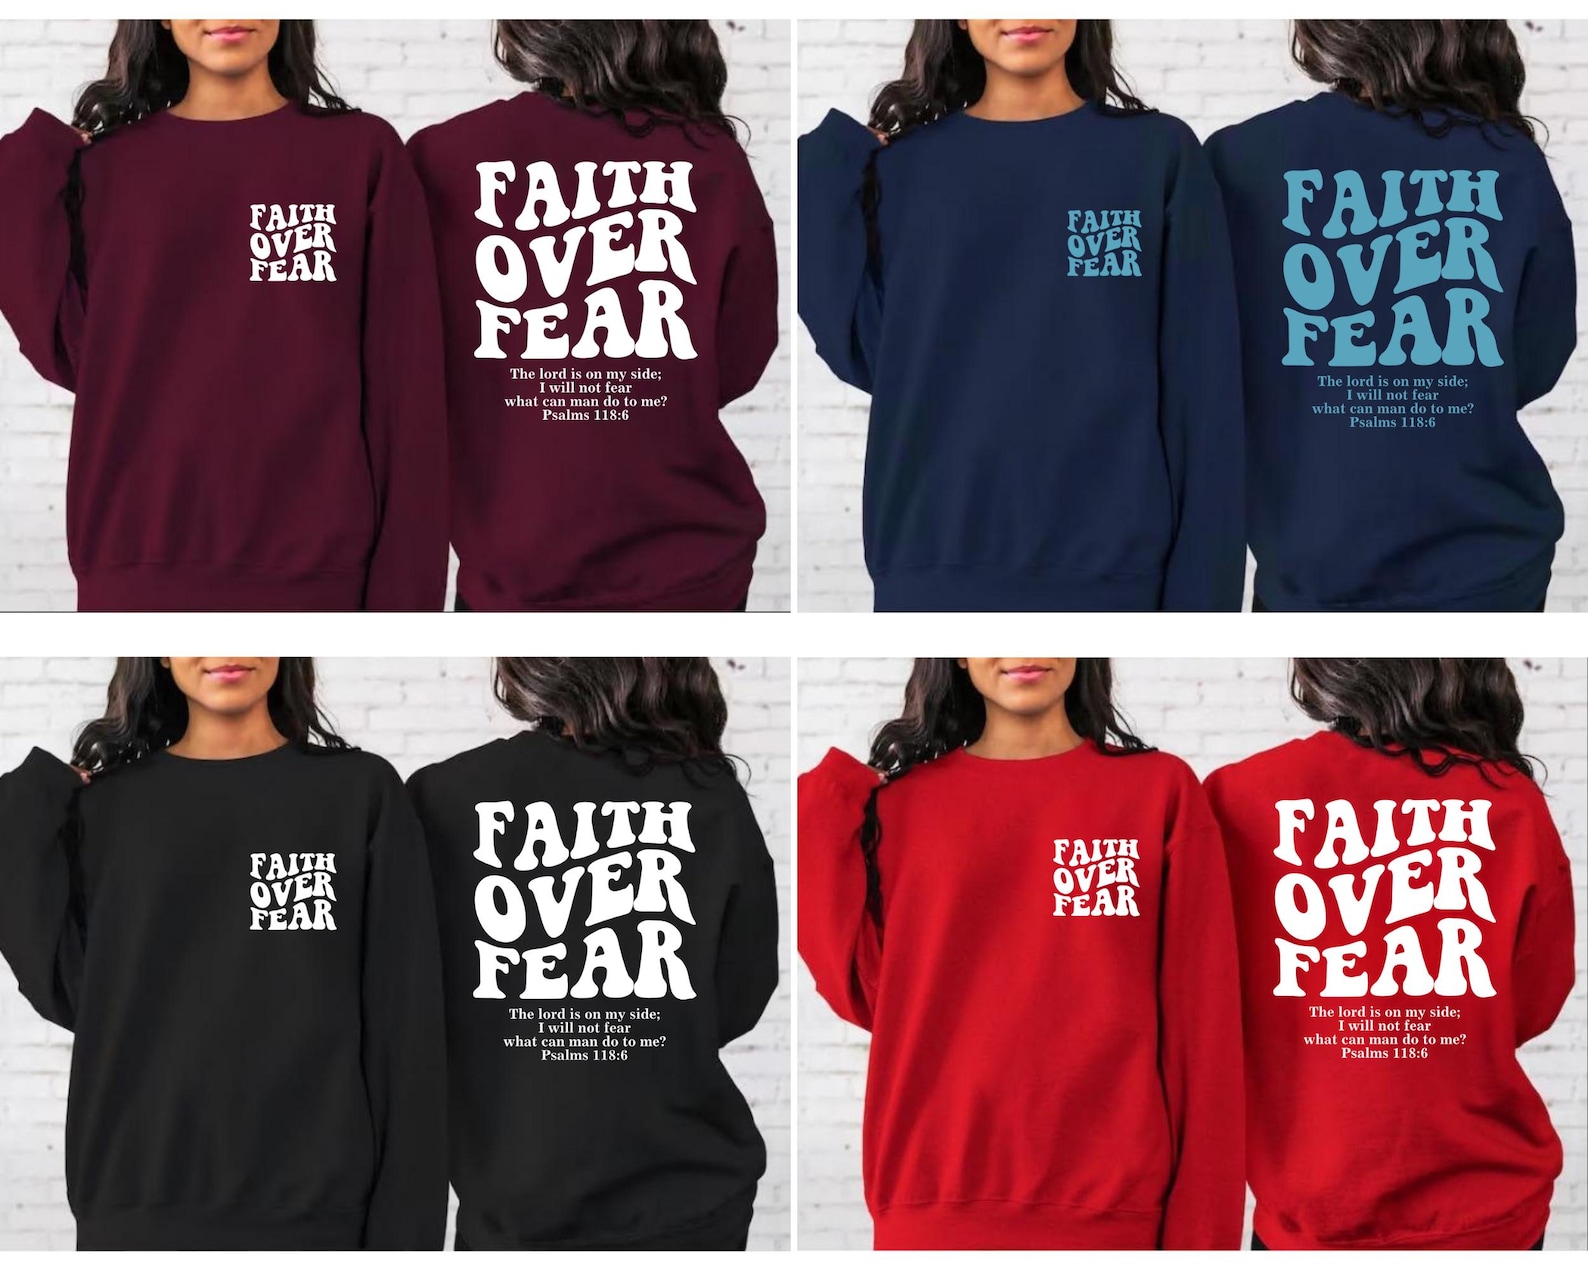 FAITH
OVER
FEAR
FAITH
OVER
FEAR
The lord is on my side;
I will not fear
what can man do to me?
Psalms 118:6
FAITH
OVER
FEAR
FAITH
OVER
FEAR
The lord is on my side;
I will not fear
what can man do to me?
Psalms 118:6
FAITH
OVER
FEAR
FAITH
OVER
FEAR
The lord is on my side;
I will not fear
what can man do to me?
Psalms 118:6
FAITH
OVER
FEAR
FAITH
OVER
FEAR
The lord is on my side;
I will not fear
what can man do to me?
Psalms 118:6